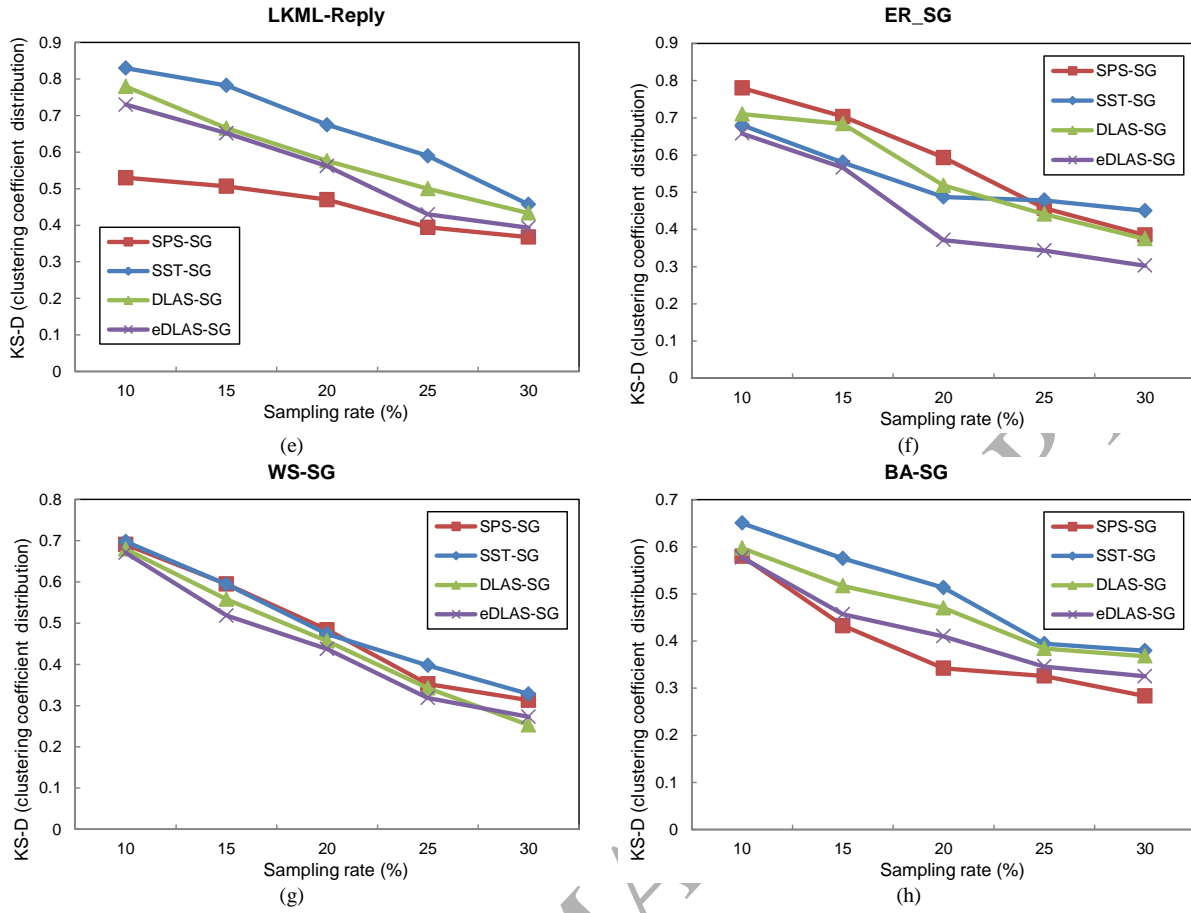 LKML-Reply
KS-D (clustering coefficient distribution)
0.9
0.8
0.7
0.6
0.5
0.4
0.3
0.2
0.1
0
SPS-SG
SST-SG
DLAS-SG
eDLAS-SG
10 15 20 25 30
Sampling rate (%)
(e)
ER_SG
KS-D (clustering coefficient distribution)
0.9
0.8
0.7
0.6
0.5
0.4
0.3
0.2
0.1
0
SPS-SG
SST-SG
DLAS-SG
eDLAS-SG
10 15 20 25 30
Sampling rate (%)
(f)
WS-SG
KS-D (clustering coefficient distribution)
0.8
0.7
0.6
0.5
0.4
0.3
0.2
0.1
0
SPS-SG
SST-SG
DLAS-SG
eDLAS-SG
10 15 20 25 30
Sampling rate (%)
(g)
BA-SG
KS-D (clustering coefficient distribution)
0.7
0.6
0.5
0.4
0.3
0.2
0.1
0
SPS-SG
SST-SG
DLAS-SG
eDLAS-SG
10 15 20 25 30
Sampling rate (%)
(h)